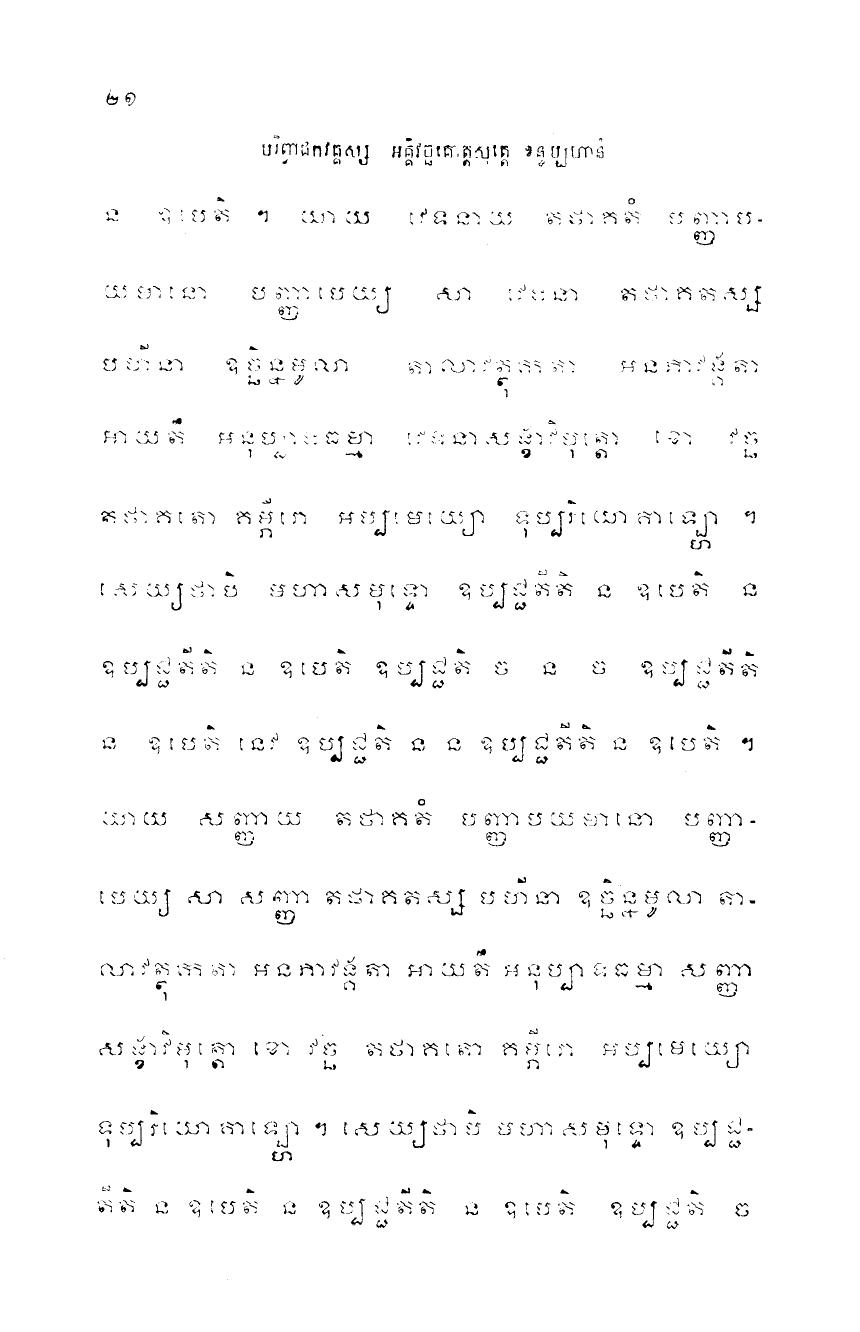 ២១
បរិព្វាជកវគ្គស្ស អគ្គិវច្ឆគោត្តសុត្តេ ឥន្ទូប្បហានំ
ន ឧបេតិ ។ យាយ វេទនាយ តថាគតំ បញ្ញាប-
យមានោ បញ្ញាបេយ្យ សា វេទនា តថាគតស្ស
បហីនា ឧច្ឆិន្នមូលា តាលាវត្ថុកតា អនភាវង្គតា
អាយតឹ អនុប្បាទធម្មា វេទនាសង្ខាវិមុត្តោ ខោ វច្ឆ
តថាគតោ គម្ភីរោ អប្បមេយ្យោ ទុប្បរិយោគាឡ្ហោ ។
សេយ្យថាបិ មហាសមុទ្ទោ ឧប្បជ្ជតីតិ ន ឧបេតិ ន
ឧប្បជ្ជតីតិ ន ឧបេតិ ឧប្បជ្ជតិ ច ន ច ឧប្បជ្ជតីតិ
ន ឧបេតិ នេវ ឧប្បជ្ជតិ ន ន ឧប្បជ្ជតីតិ ន ឧបេតិ ។
យាយ សញ្ញាយ តថាគតំ បញ្ញាបយមានោ បញ្ញា-
បេយ្យ សា សញ្ញា តថាគតស្ស បហីនា ឧច្ឆិន្នមូលា តា-
លាវត្ថុកតា អនភាវង្គតា អាយតឹ អនុប្បាទធម្មា សញ្ញា
សង្ខាវិមុត្តោ ខោ វច្ឆ តថាគតោ គម្ភីរោ អប្បមេយ្យោ
ទុប្បរិយោគាឡ្ហោ ។ សេយ្យថាបិ មហាសមុទ្ទោ ឧប្បជ្ជ-
តីតិ ន ឧបេតិ ន ឧប្បជ្ជតីតិ ន ឧបេតិ ឧប្បជ្ជតិ ច